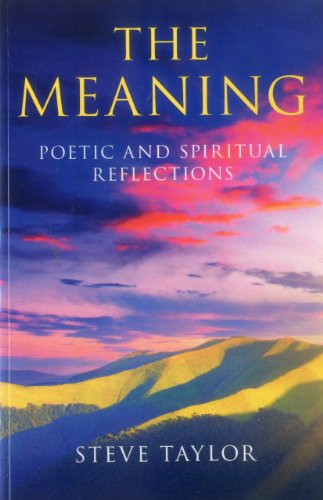 THE
MEANING
POETIC AND SPIRITUAL
REFLECTIONS
STEVE TAYLOR